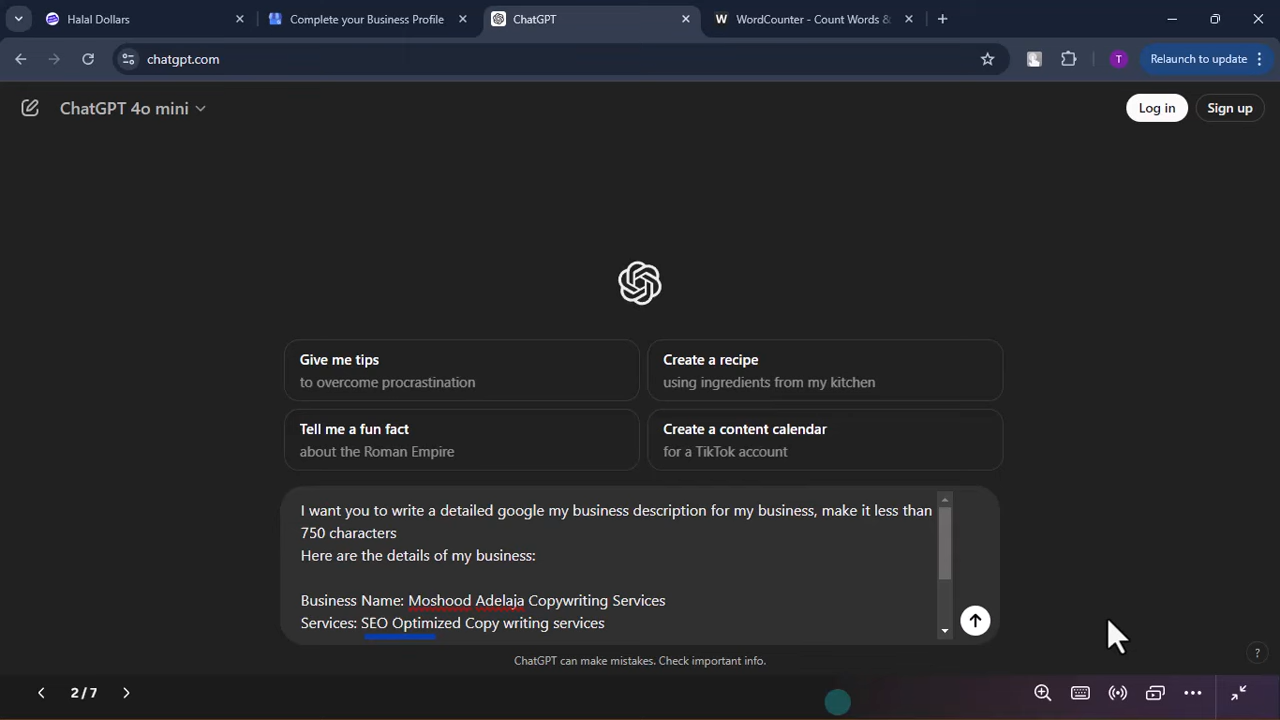 Halal Dollars
Complete your Business Profile
ChatGPT
WordCounter - Count Words &
chatgpt.com
T
Relaunch to update
ChatGPT 4o mini
Log in
Sign up
Give me tips
to overcome procrastination
Create a recipe
using ingredients from my kitchen
Tell me a fun fact
about the Roman Empire
Create a content calendar
for a TikTok account
I want you to write a detailed google my business description for my business, make it less than
750 characters
Here are the details of my business:
Business Name: Moshood Adelaja Copywriting Services
Services: SEO Optimized Copy writing services
ChatGPT can make mistakes. Check important info.
?
2 / 7